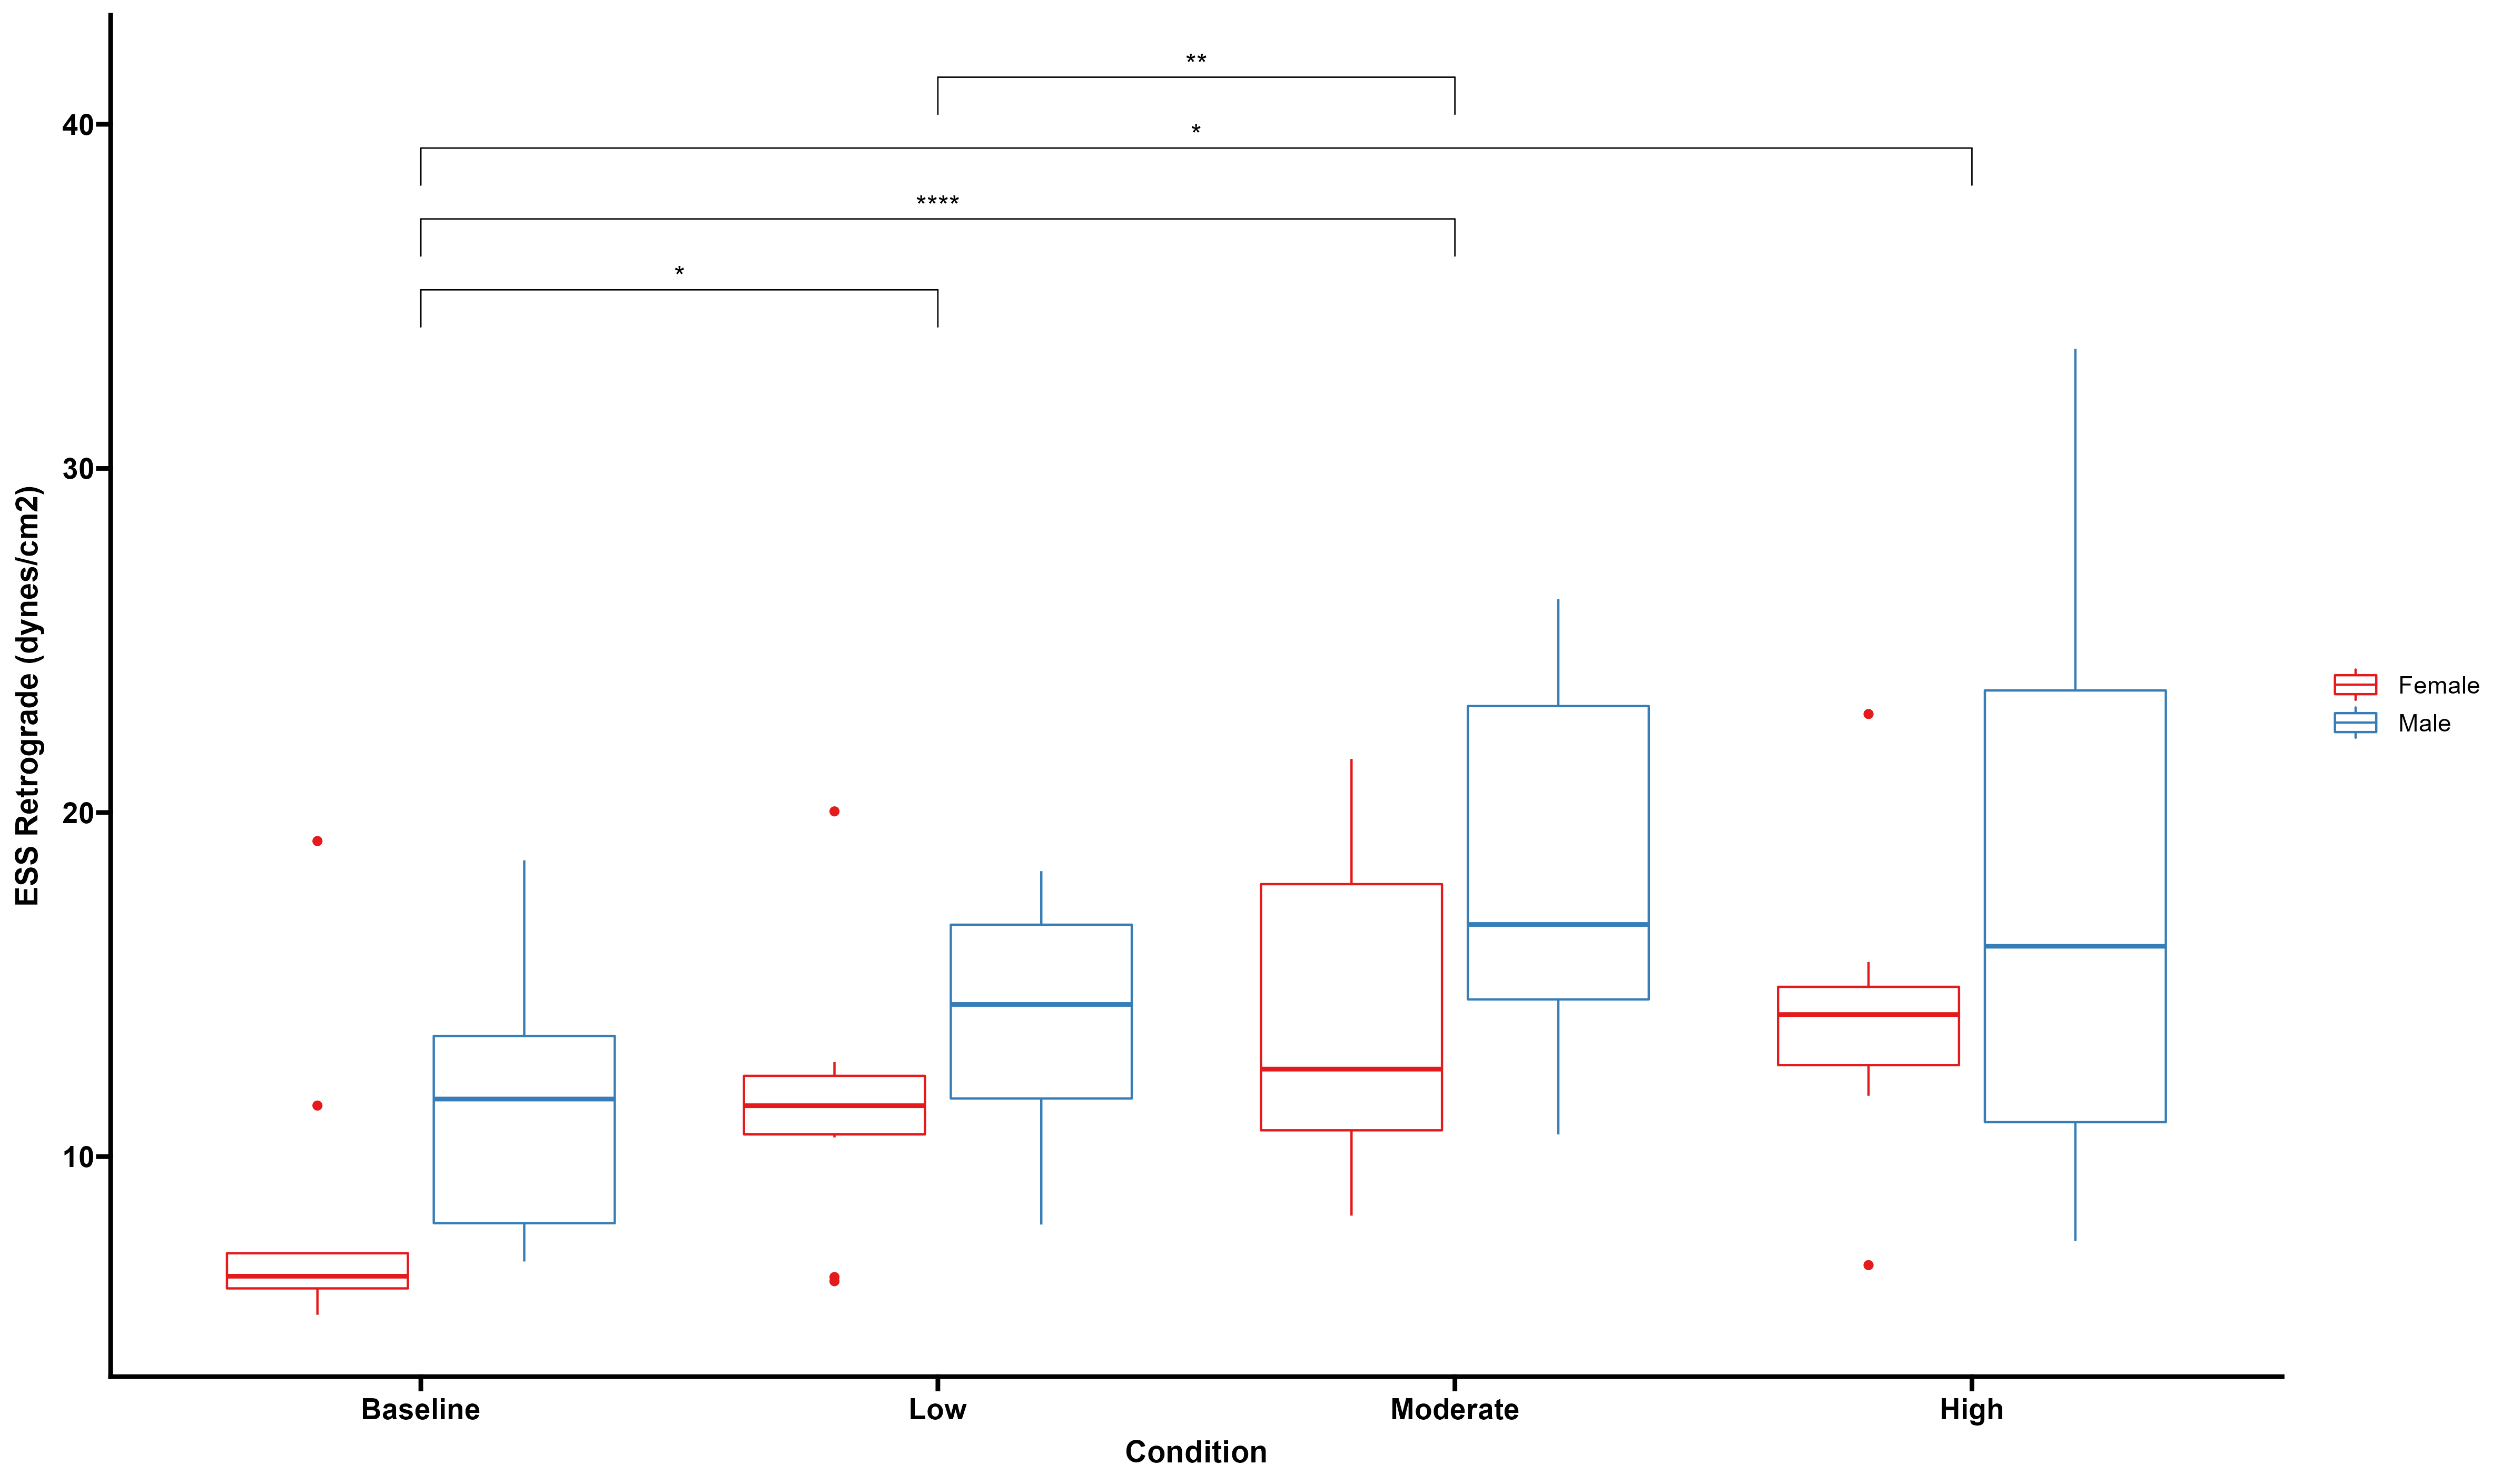 **
40
*
****
*
30
ESS Retrograde (dynes/cm2)
Female
Male
20
10
Baseline Low Moderate High
Condition